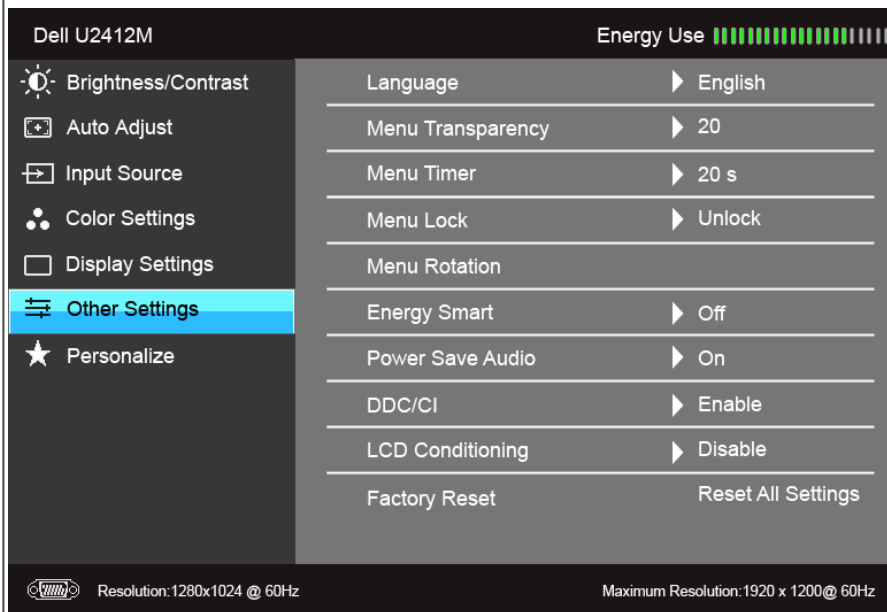 Dell U2412M Energy Use
Brightness/Contrast
Auto Adjust
Input Source
Color Settings
Display Settings
Other Settings
Personalize
Language English
Menu Transparency 20
Menu Timer 20 s
Menu Lock Unlock
Menu Rotation
Energy Smart Off
Power Save Audio On
DDC/CI Enable
LCD Conditioning Disable
Factory Reset Reset All Settings
Resolution:1280x1024 @ 60Hz Maximum Resolution:1920 x 1200@ 60Hz